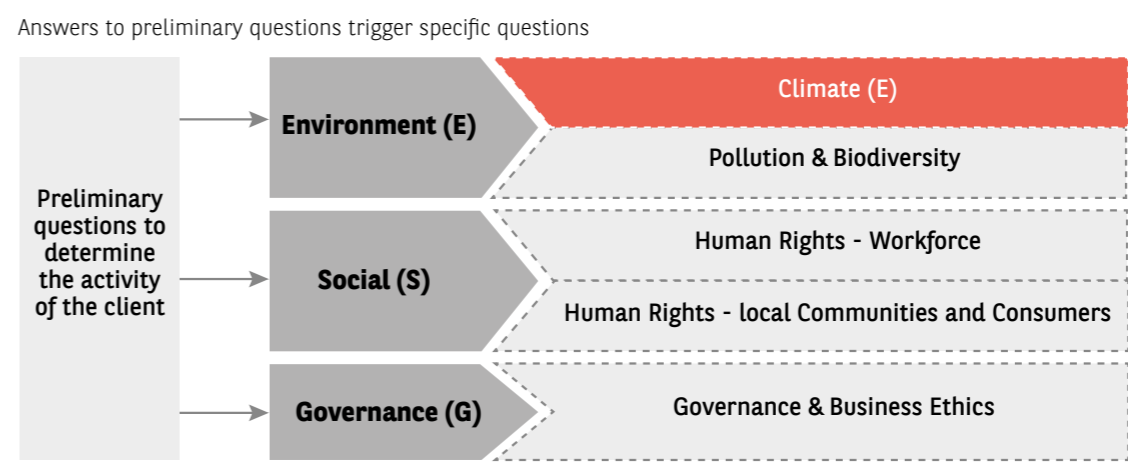 Answers to preliminary questions trigger specific questions
Preliminary
questions to
determine
the activity
of the client
Environment (E)
Climate (E)
Pollution & Biodiversity
Social (S)
Human Rights - Workforce
Human Rights - local Communities and Consumers
Governance (G)
Governance & Business Ethics